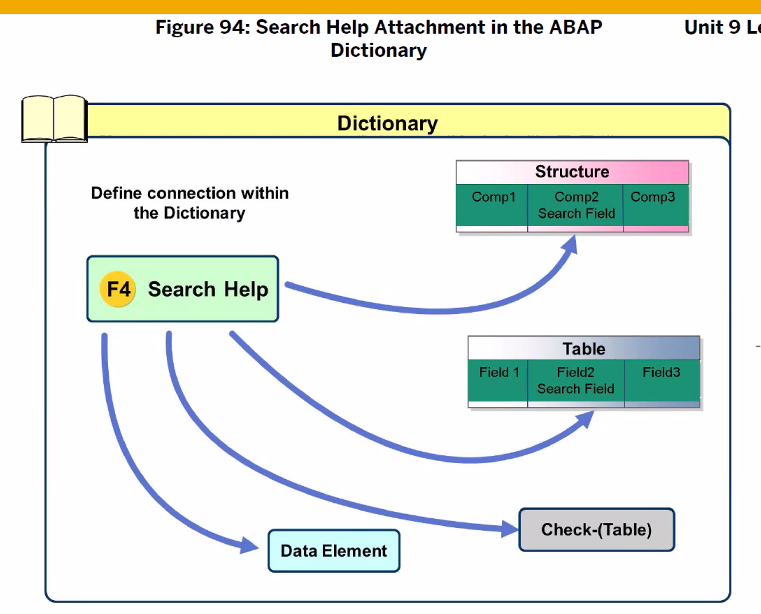 Figure 94: Search Help Attachment in the ABAP
Dictionary
Unit 9
Dictionary
Define connection within
the Dictionary
Structure
Comp1
Comp2
Search Field
Comp3
F4 Search Help
Table
Field 1
Field2
Search Field
Field3
Check-(Table)
Data Element